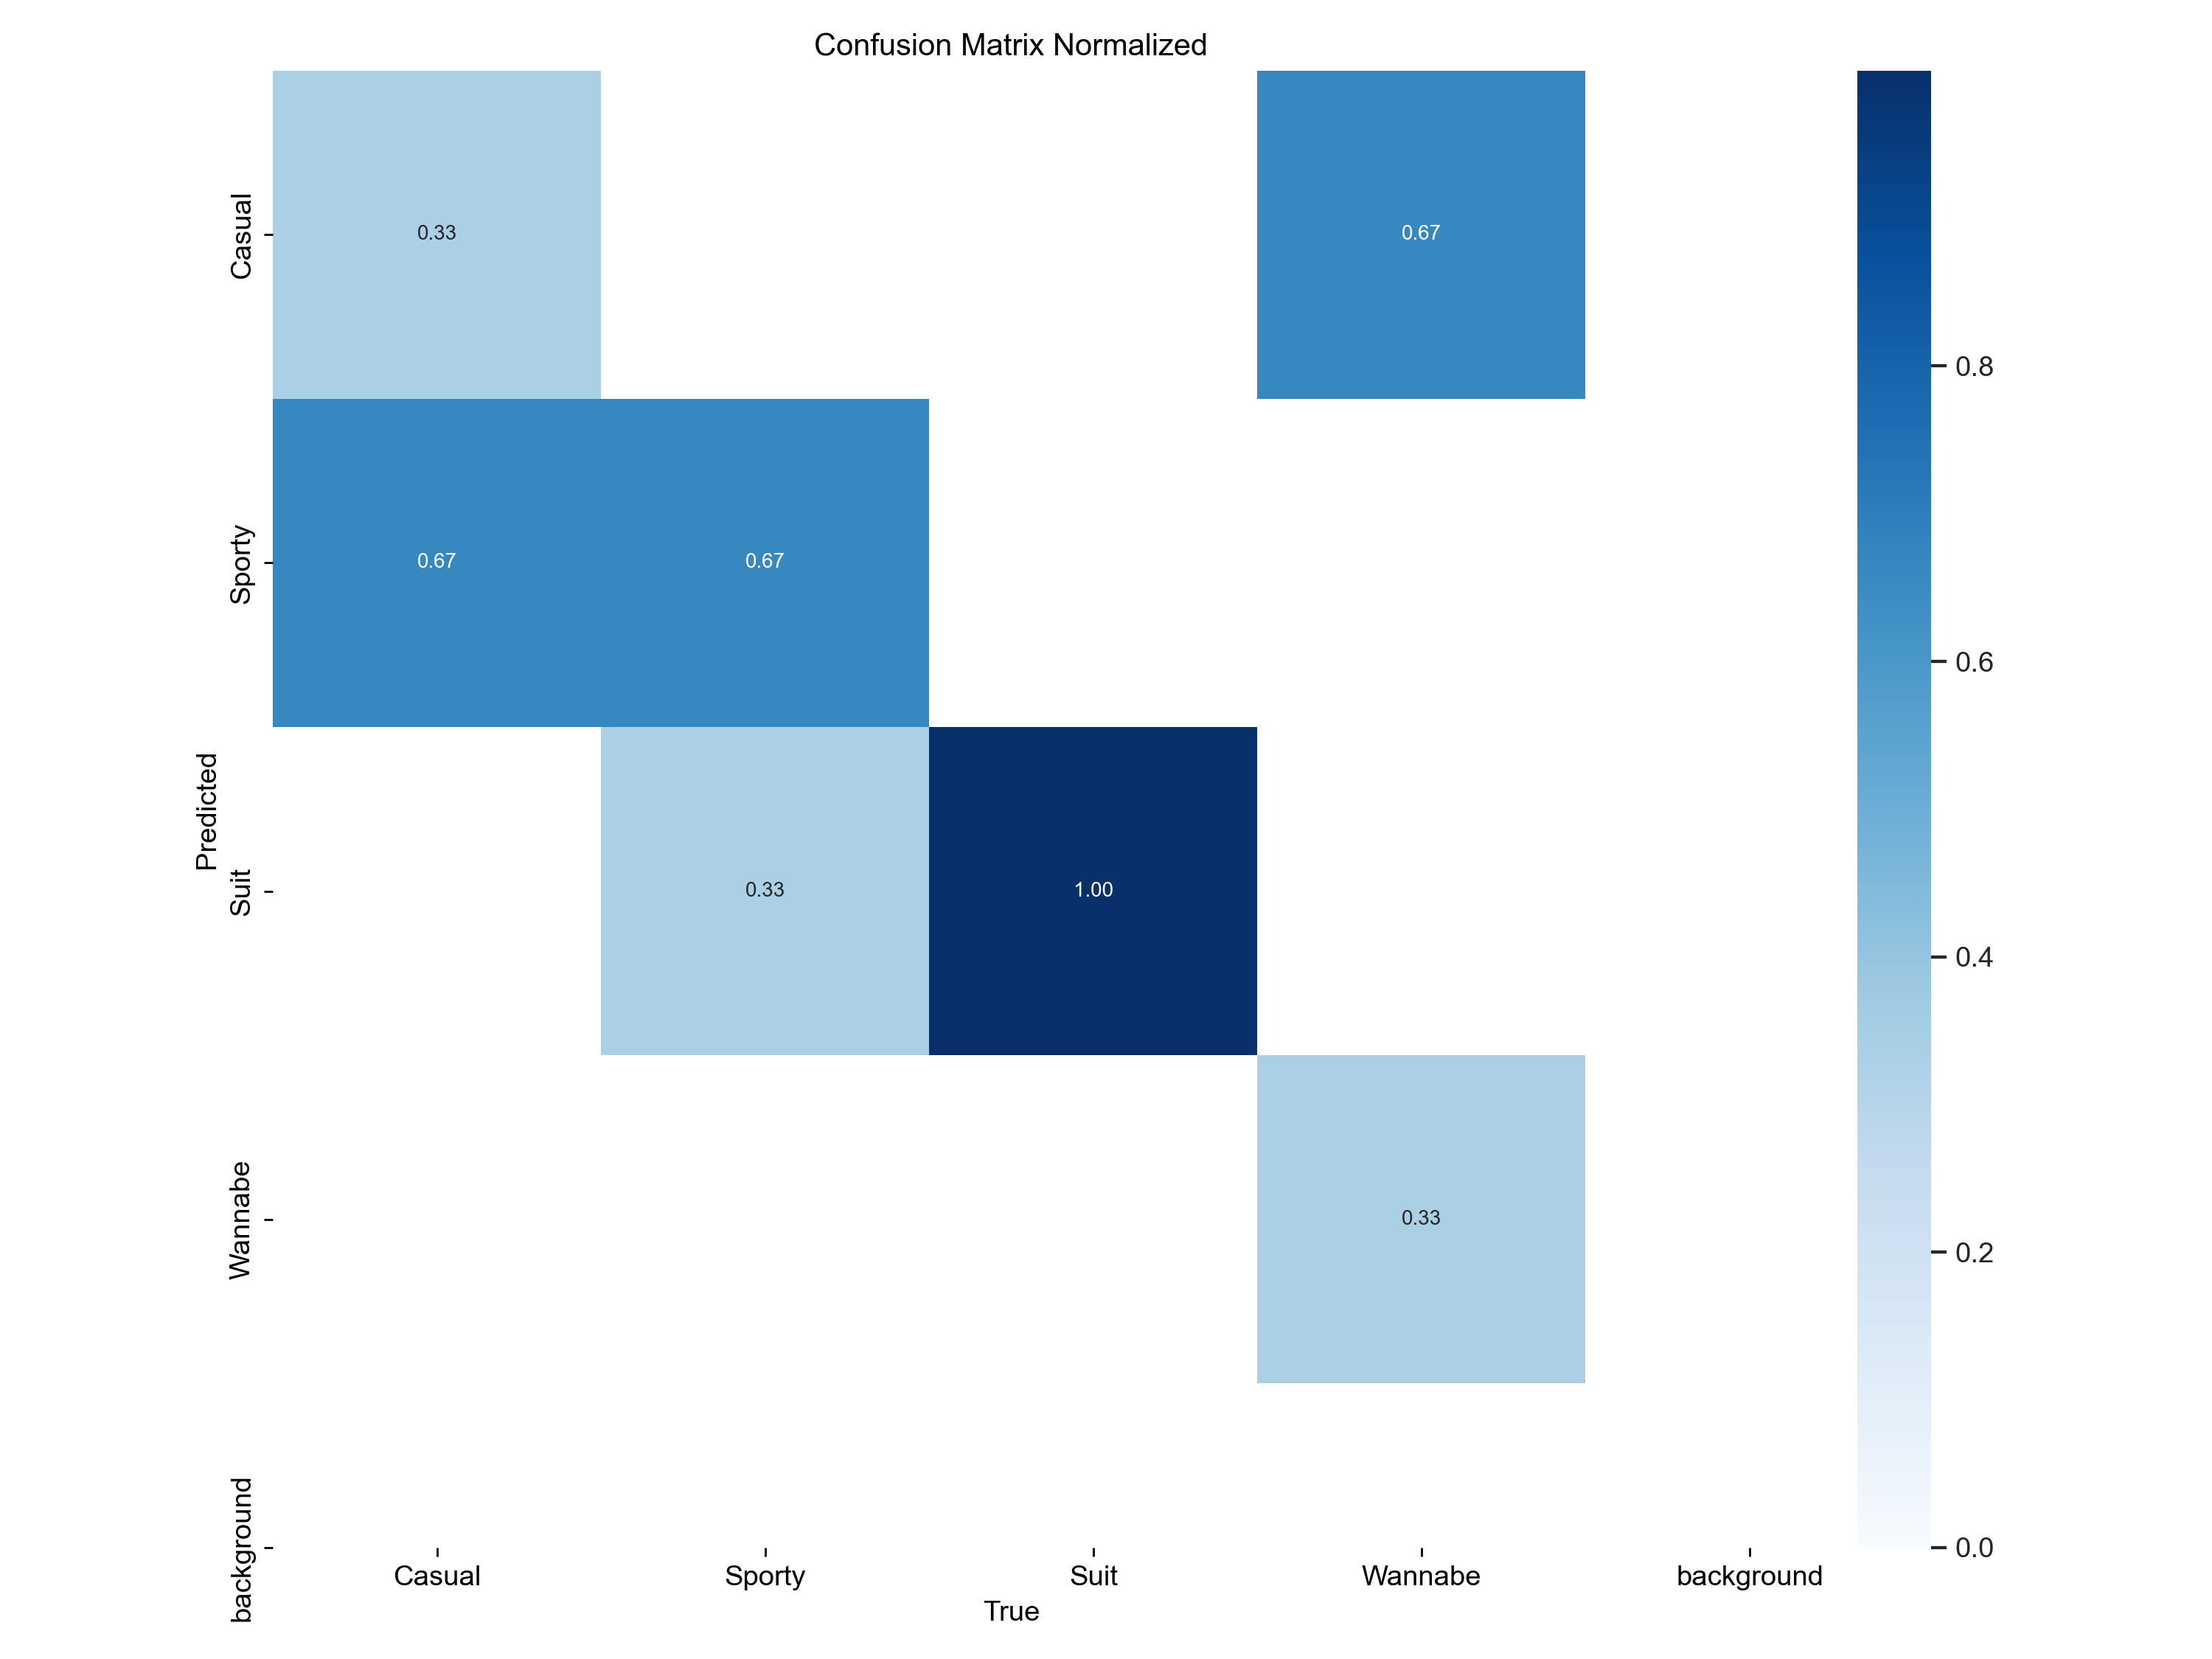 Confusion Matrix Normalized
Casual
0.33
0.67
0.8
Sporty
0.67
0.67
0.6
Predicted
Suit
0.33
1.00
0.4
Wannabe
0.33
0.2
background
0.0
Casual
Sporty
Suit
Wannabe
background
True